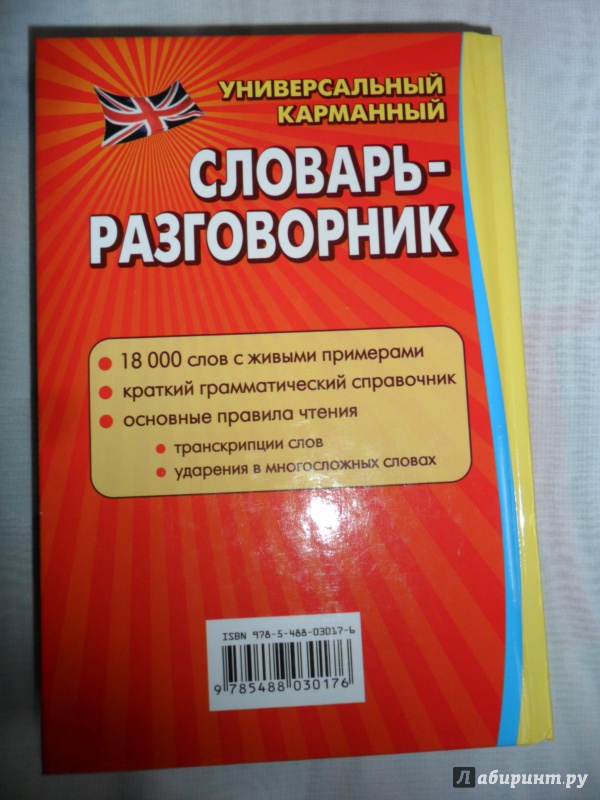 УНИВЕРСАЛЬНЫЙ
КАРМАННЫЙ
СЛОВАРЬ-
РАЗГОВОРНИК
18 000 слов с живыми примерами
краткий грамматический справочник
основные правила чтения
транскрипции слов
ударения в многосложных словах
ISBN 978-5-488-03017-6
9 785488 030176
Лабиринт.ру